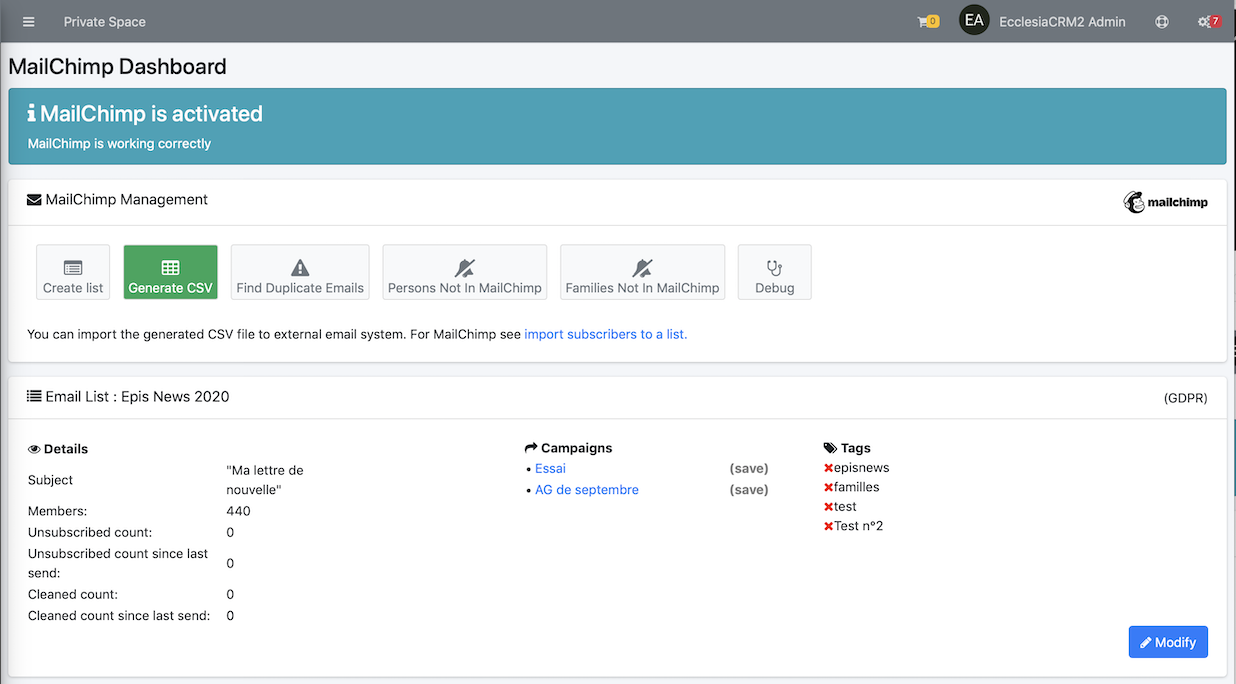 Private Space
0
EA
EcclesiaCRM2 Admin
7
MailChimp Dashboard
MailChimp is activated
MailChimp is working correctly
MailChimp Management
mailchimp
Create list
Generate CSV
Find Duplicate Emails
Persons Not In MailChimp
Families Not In MailChimp
Debug
You can import the generated CSV file to external email system. For MailChimp see import subscribers to a list.
Email List : Epis News 2020
(GDPR)
Details
Subject
"Ma lettre de
nouvelle"
Members: 440
Unsubscribed count: 0
Unsubscribed count since last
send: 0
Cleaned count: 0
Cleaned count since last send: 0
Campaigns
• Essai (save)
• AG de septembre (save)
Tags
episnews
familles
test
Test n°2
Modify